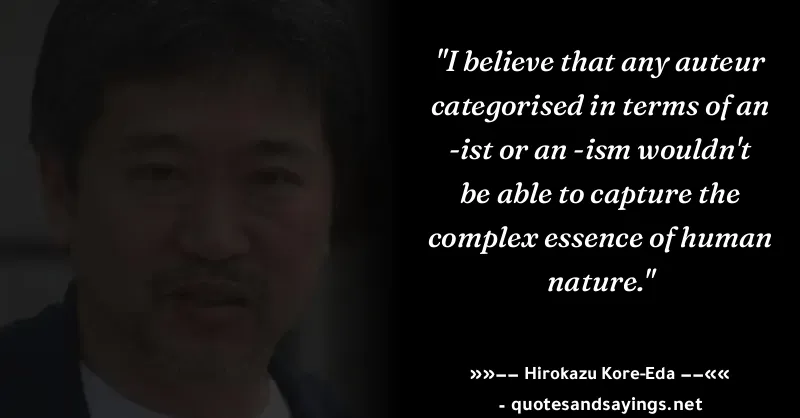 "I believe that any auteur
categorised in terms of an
-ist or an -ism wouldn't
be able to capture the
complex essence of human
nature."
»»−− Hirokazu Kore-Eda −−««
- quotesandsayings.net